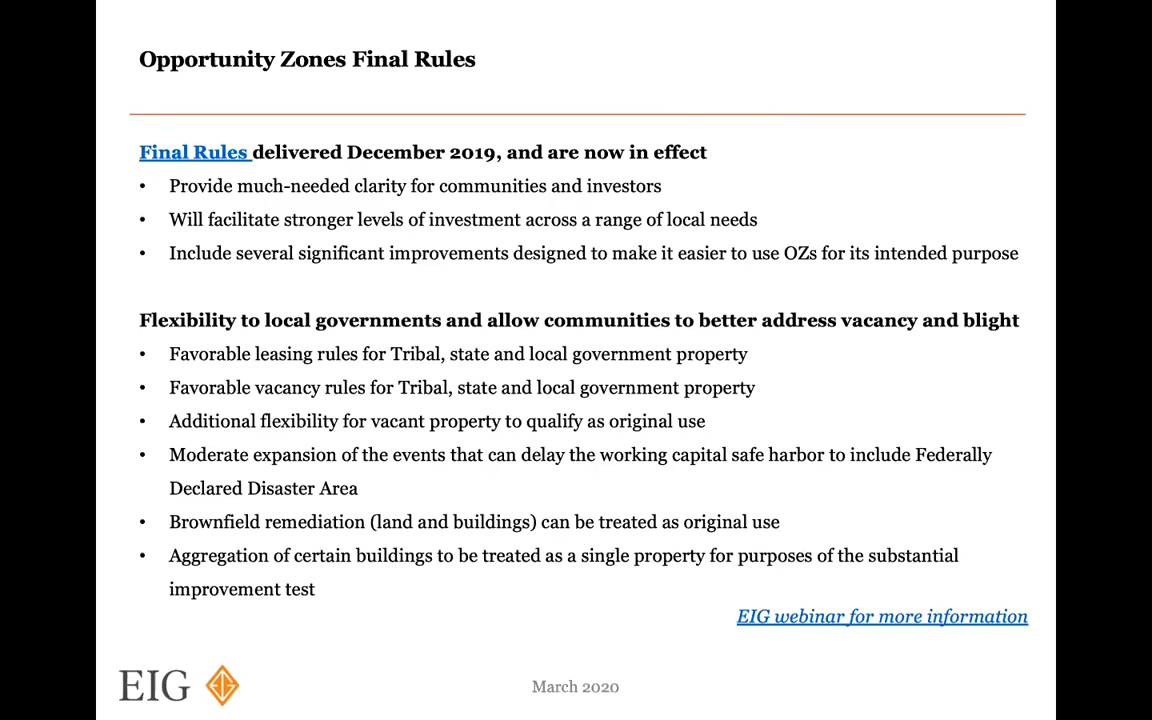 Opportunity Zones Final Rules
Final Rules delivered December 2019, and are now in effect
• Provide much-needed clarity for communities and investors
• Will facilitate stronger levels of investment across a range of local needs
• Include several significant improvements designed to make it easier to use OZs for its intended purpose
Flexibility to local governments and allow communities to better address vacancy and blight
• Favorable leasing rules for Tribal, state and local government property
• Favorable vacancy rules for Tribal, state and local government property
• Additional flexibility for vacant property to qualify as original use
• Moderate expansion of the events that can delay the working capital safe harbor to include Federally
Declared Disaster Area
• Brownfield remediation (land and buildings) can be treated as original use
• Aggregation of certain buildings to be treated as a single property for purposes of the substantial
improvement test
EIG webinar for more information
EIG
March 2020